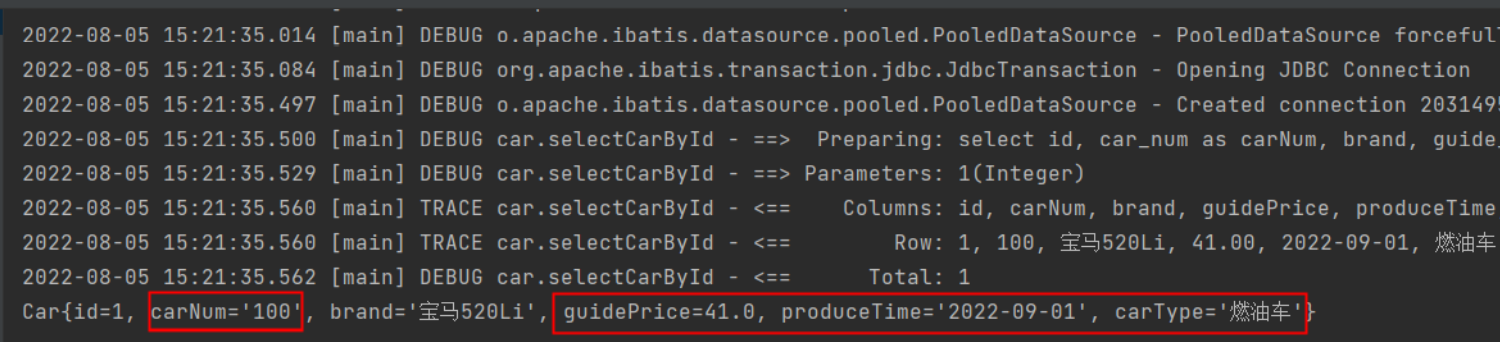 2022-08-05 15:21:35.014 [main] DEBUG o.apache.ibatis.datasource.pooled.PooledDataSource - PooledDataSource forcefull
2022-08-05 15:21:35.084 [main] DEBUG org.apache.ibatis.transaction.jdbc.JdbcTransaction - Opening JDBC Connection
2022-08-05 15:21:35.497 [main] DEBUG o.apache.ibatis.datasource.pooled.PooledDataSource - Created connection 2031495
2022-08-05 15:21:35.500 [main] DEBUG car.selectCarById - ==>  Preparing: select id, car_num as carNum, brand, guide_
2022-08-05 15:21:35.529 [main] DEBUG car.selectCarById - ==> Parameters: 1(Integer)
2022-08-05 15:21:35.560 [main] TRACE car.selectCarById - <==    Columns: id, carNum, brand, guidePrice, produceTime
2022-08-05 15:21:35.560 [main] TRACE car.selectCarById - <==        Row: 1, 100, 宝马520Li, 41.00, 2022-09-01, 燃油车
2022-08-05 15:21:35.562 [main] DEBUG car.selectCarById - <==      Total: 1
Car{id=1, carNum='100', brand='宝马520Li', guidePrice=41.0, produceTime='2022-09-01', carType='燃油车'}